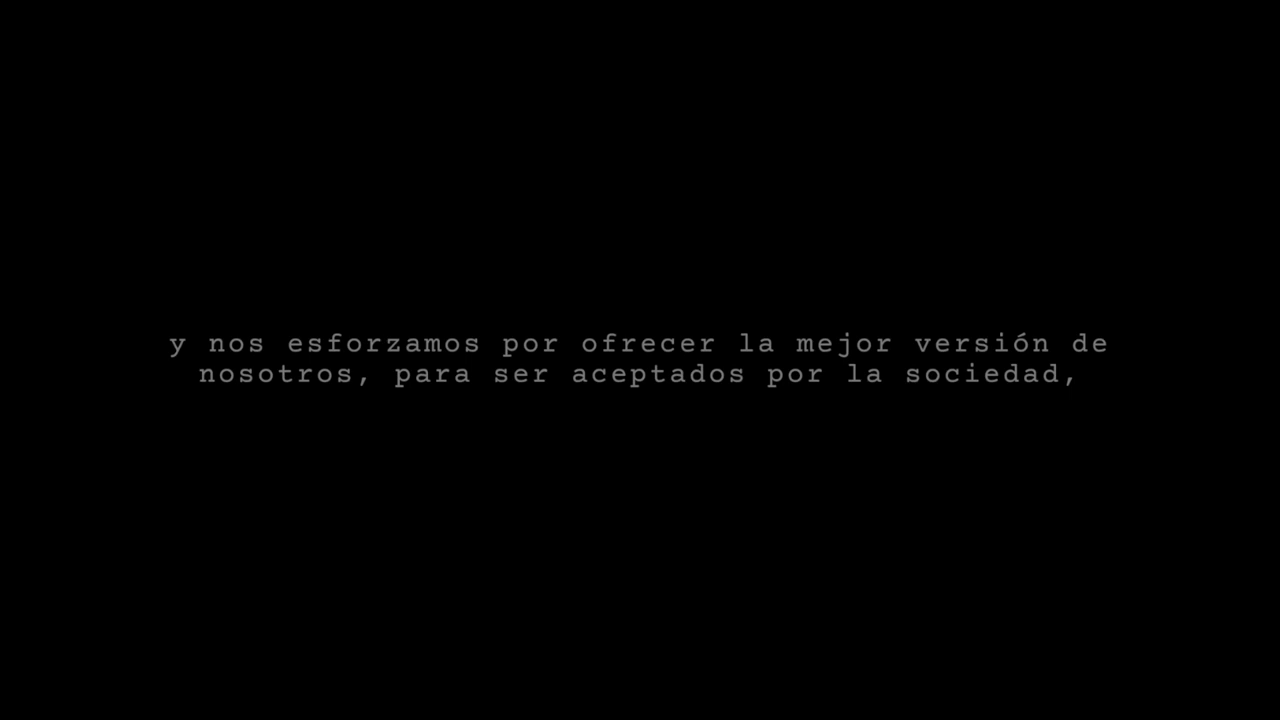 y nos esforzamos por ofrecer la mejor versión de
nosotros, para ser aceptados por la sociedad,